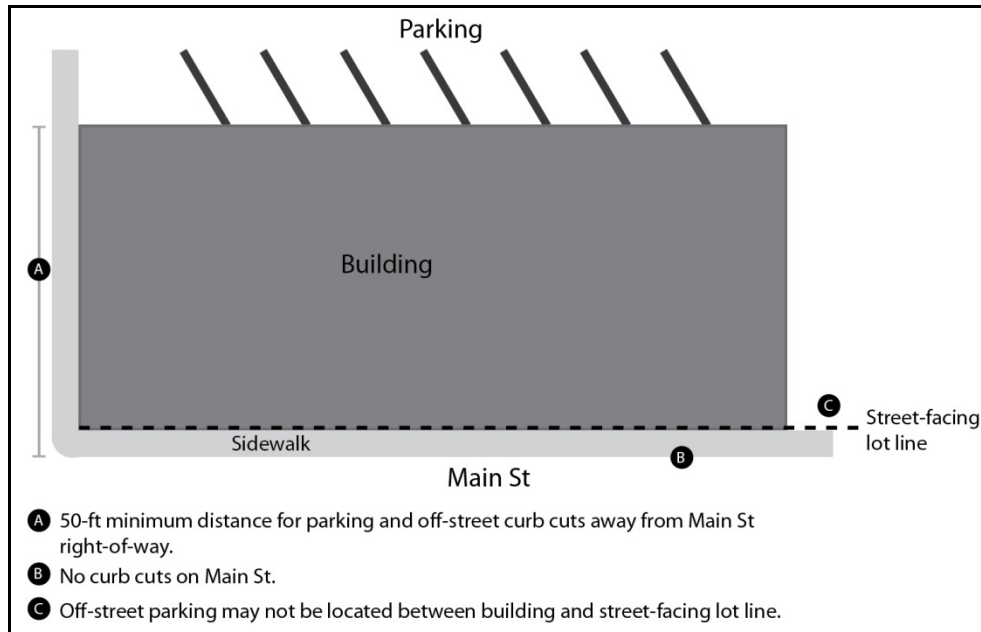 Parking
Building
A
C
Street-facing
lot line
Sidewalk
B
Main St
A 50-ft minimum distance for parking and off-street curb cuts away from Main St
right-of-way.
B No curb cuts on Main St.
C Off-street parking may not be located between building and street-facing lot line.